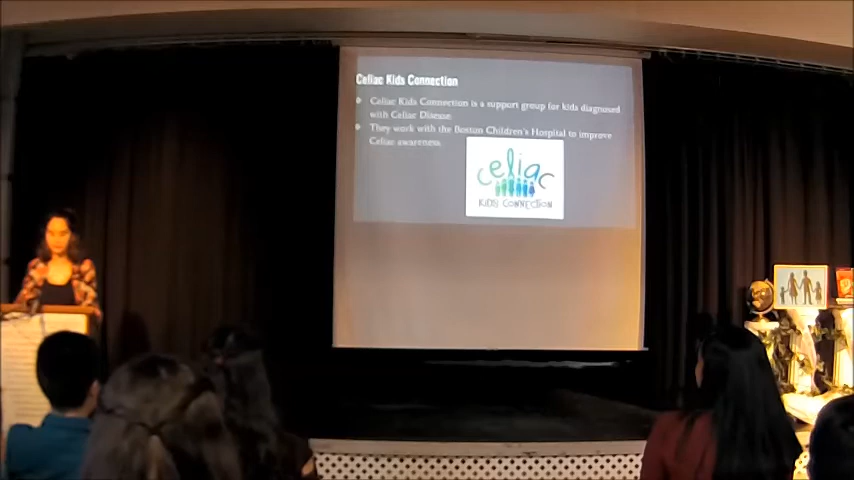 Celiac Kids Connection
Celiac Kids Connection is a support group for kids diagnosed
with Celiac Disease.
They work with the Boston Children's Hospital to improve
Celiac awareness.
celiac
KIDS CONNECTION